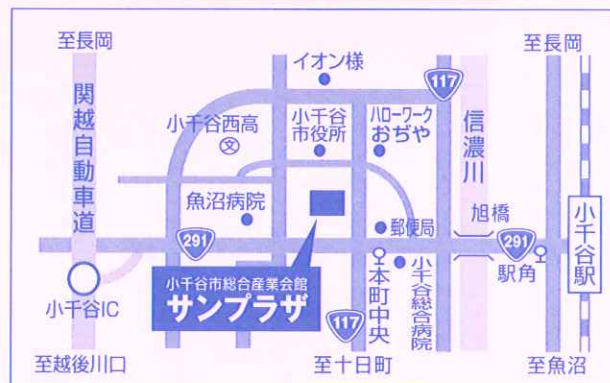 至長岡
至長岡
イオン様
117
関越自動車道
小千谷西高
文
小千谷
市役所
ハローワーク
おぢや
信濃川
魚沼病院
郵便局
旭橋
小千谷駅
291
291
駅角
小千谷市総合産業会館
サンプラザ
本町中央
小千谷総合病院
小千谷IC
117
至越後川口
至十日町
至魚沼